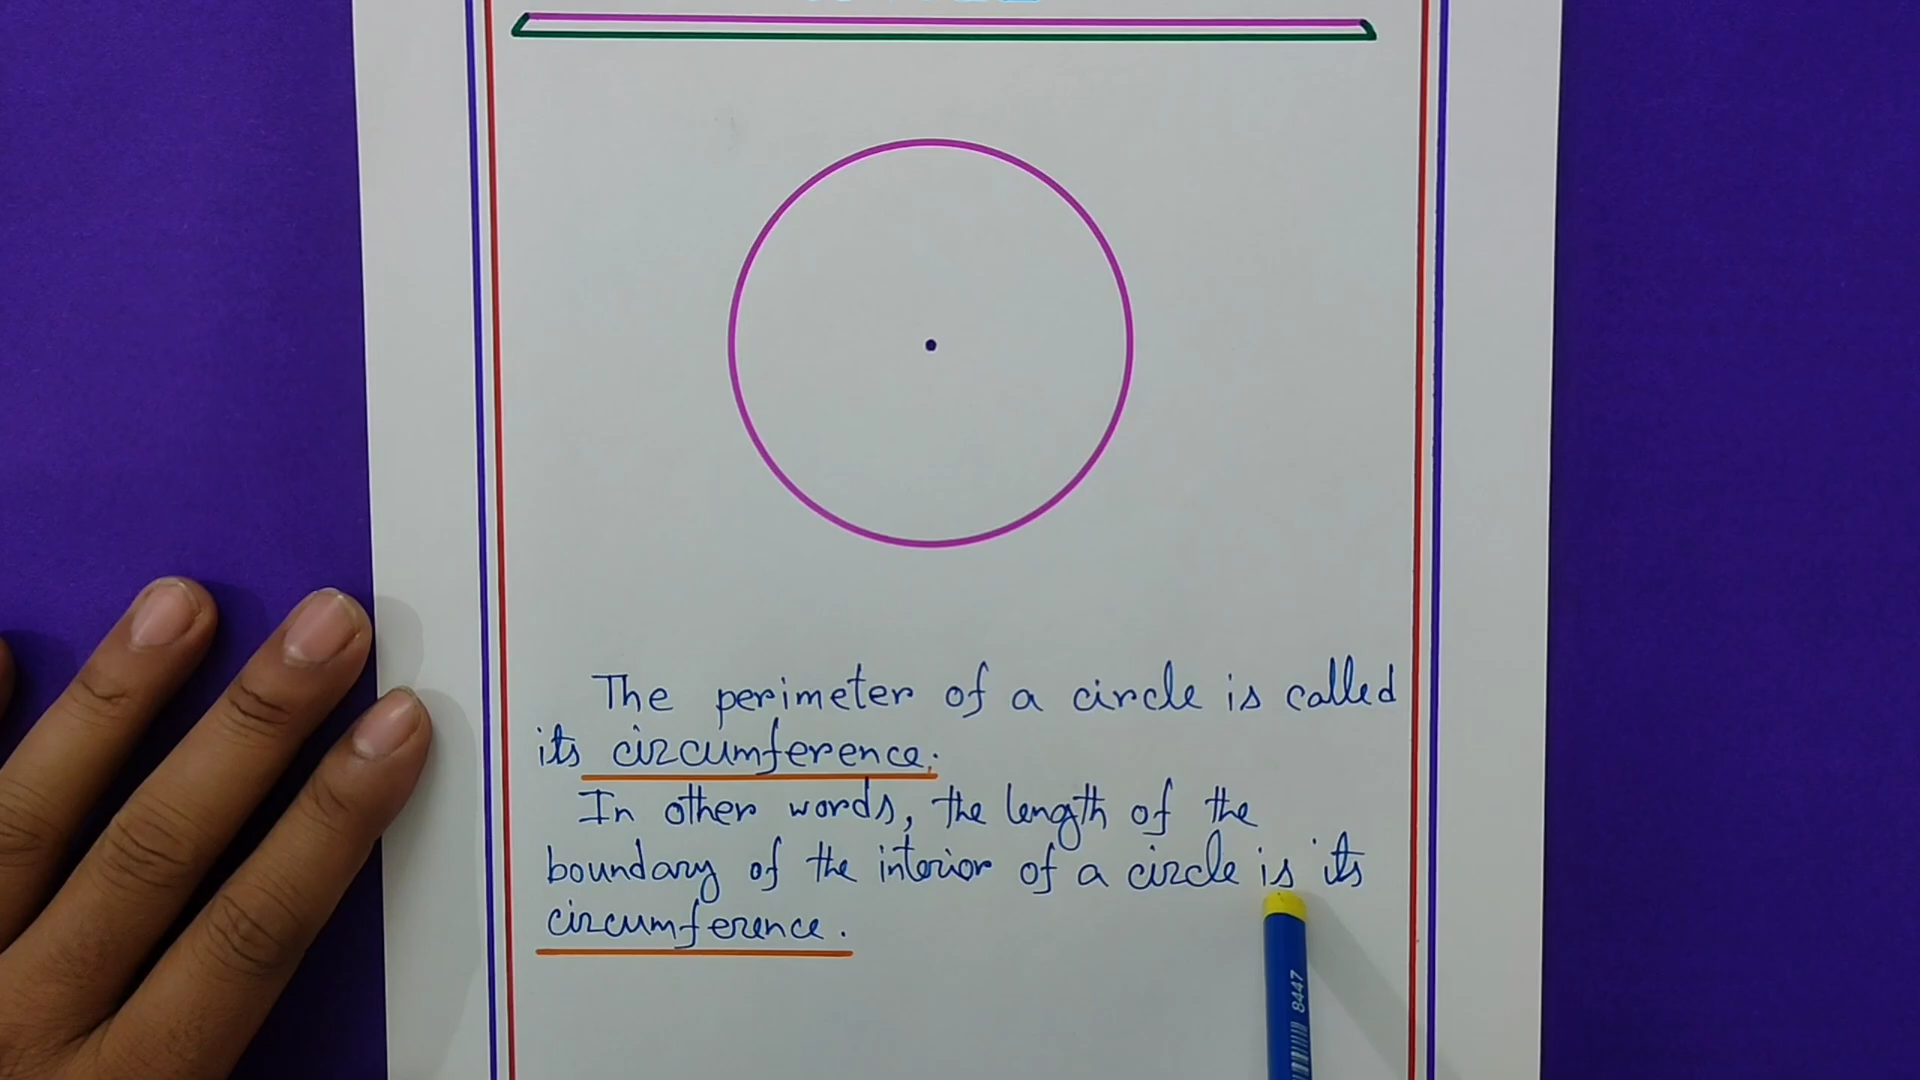 The perimeter of a circle is called
its circumference.
In other words, the length of the
boundary of the interior of a circle is its
circumference.
8447